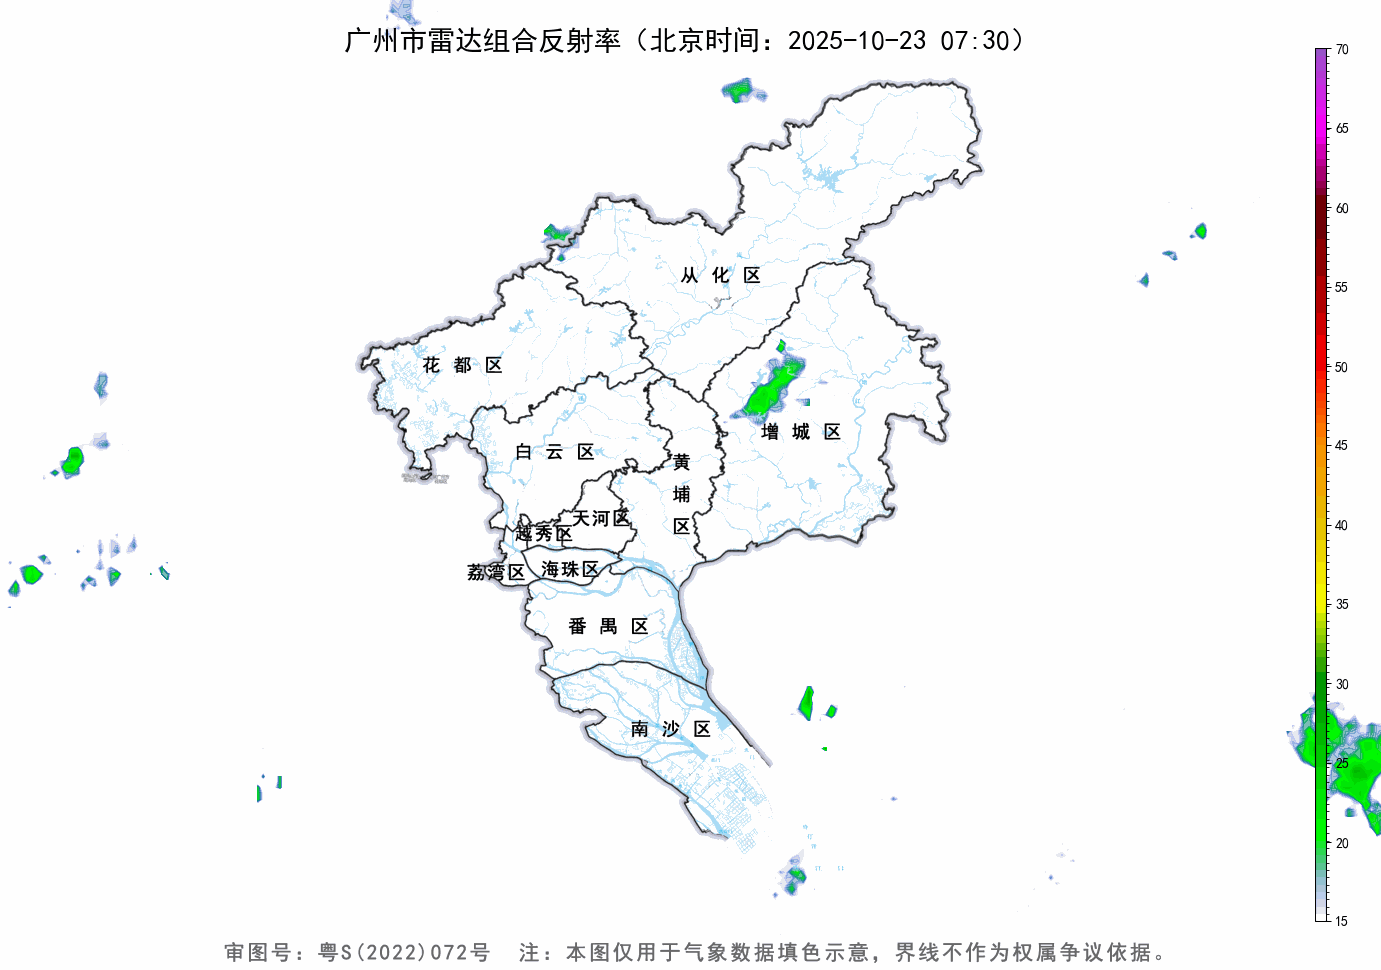 广州市雷达组合反射率（北京时间：2025-10-23 07:30）
70
65
60
55
50
45
40
35
30
25
20
15
从化区
花都区
增城区
白云区
黄埔区
天河区
越秀区
荔湾区
海珠区
番禺区
南沙区
审图号：粤S(2022)072号 注：本图仅用于气象数据填色示意，界线不作为权属争议依据。